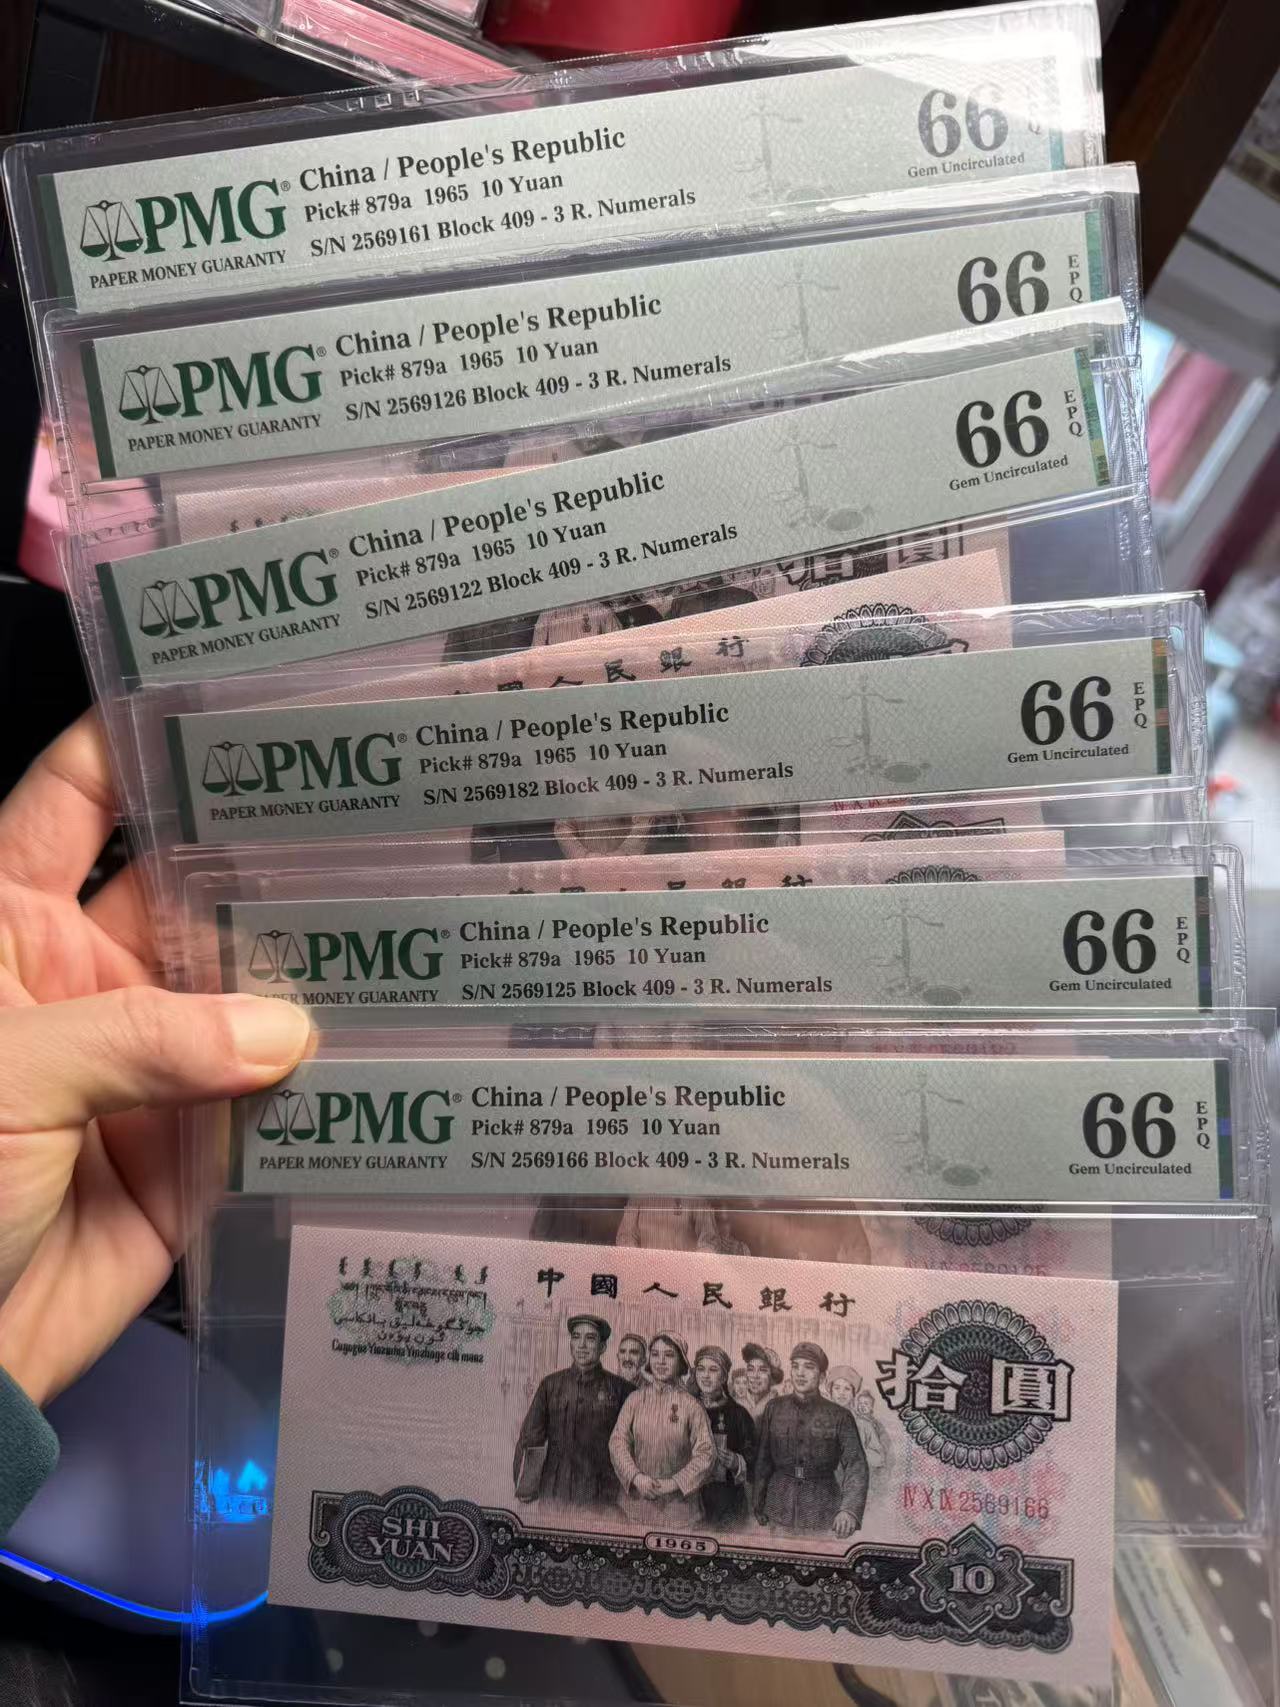 PMG®
PAPER MONEY GUARANTY
China / People's Republic
Pick# 879a 1965 10 Yuan
S/N 2569161 Block 409 - 3 R. Numerals
66
Q
Gem Uncirculated
PMG®
PAPER MONEY GUARANTY
China / People's Republic
Pick# 879a 1965 10 Yuan
S/N 2569126 Block 409 - 3 R. Numerals
66
EPQ
PMG®
PAPER MONEY GUARANTY
China / People's Republic
Pick# 879a 1965 10 Yuan
S/N 2569122 Block 409 - 3 R. Numerals
66
EPQ
Gem Uncirculated
人民銀行
PMG®
PAPER MONEY GUARANTY
China / People's Republic
Pick# 879a 1965 10 Yuan
S/N 2569182 Block 409 - 3 R. Numerals
66
EPQ
Gem Uncirculated
PMG®
MONEY GUARANTY
China / People's Republic
Pick# 879a 1965 10 Yuan
S/N 2569125 Block 409 - 3 R. Numerals
66
EPQ
Gem Uncirculated
PMG®
PAPER MONEY GUARANTY
China / People's Republic
Pick# 879a 1965 10 Yuan
S/N 2569166 Block 409 - 3 R. Numerals
66
EPQ
Gem Uncirculated
中國人民銀行
拾圓
ⅣⅩⅨ2569166
SHI
YUAN
1965
10